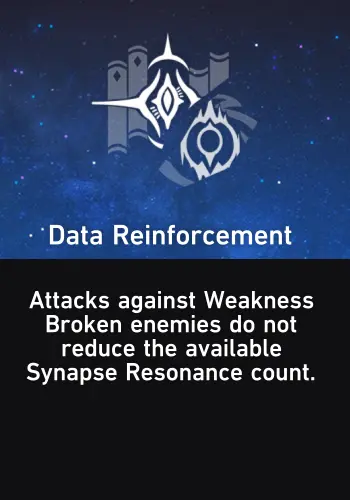 Data Reinforcement
Attacks against Weakness
Broken enemies do not
reduce the available
Synapse Resonance count.